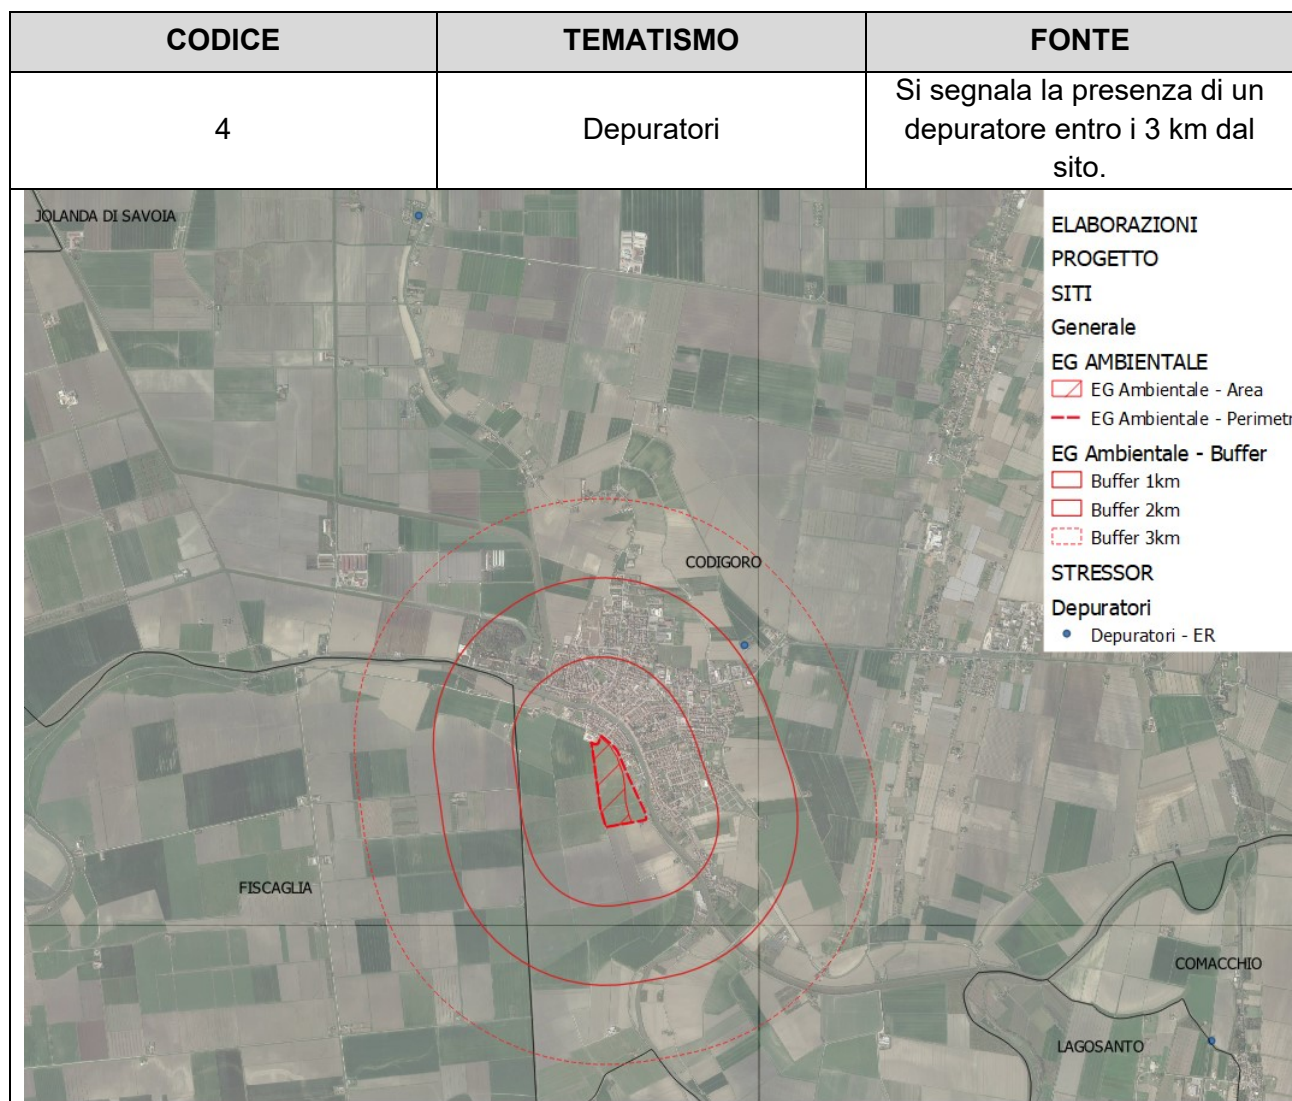 CODICE TEMATISMO FONTE
4 Depuratori Si segnala la presenza di un
depuratore entro i 3 km dal
sito.
JOLANDA DI SAVOIA
CODIGORO
FISCAGLIA
COMACCHIO
LAGOSANTO
ELABORAZIONI
PROGETTO
SITI
Generale
EG AMBIENTALE
EG Ambientale - Area
EG Ambientale - Perimetr
EG Ambientale - Buffer
Buffer 1km
Buffer 2km
Buffer 3km
STRESSOR
Depuratori
Depuratori - ER